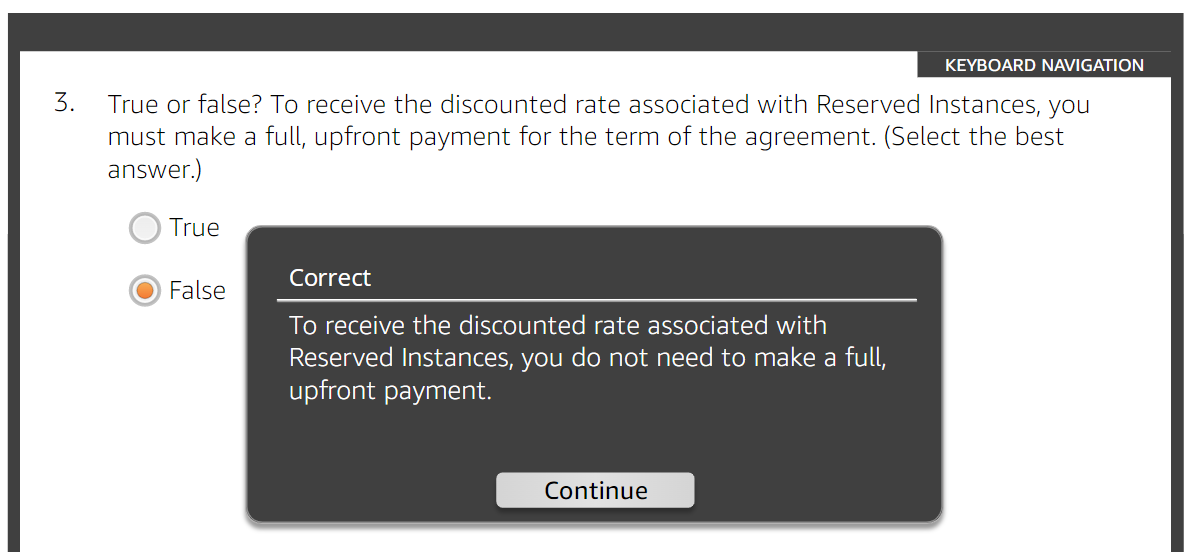 KEYBOARD NAVIGATION
3. True or false? To receive the discounted rate associated with Reserved Instances, you
must make a full, upfront payment for the term of the agreement. (Select the best
answer.)
True
False
Correct
To receive the discounted rate associated with
Reserved Instances, you do not need to make a full,
upfront payment.
Continue